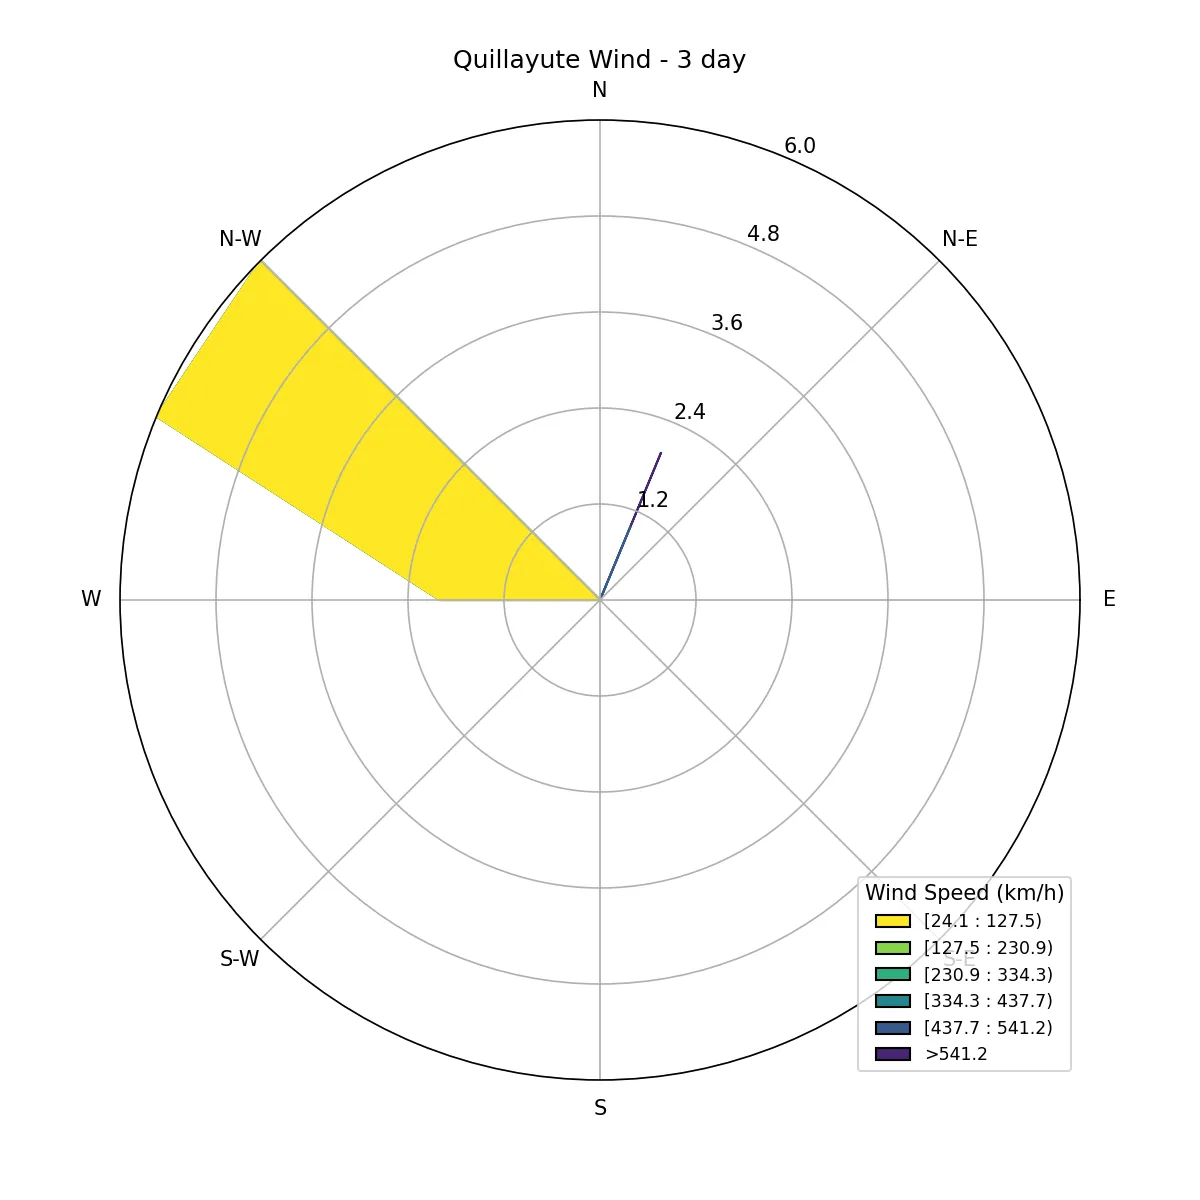 Quillayute Wind - 3 day
N
6.0
4.8
N-W
N-E
3.6
2.4
1.2
W
E
Wind Speed (km/h)
[24.1 : 127.5)
[127.5 : 230.9)
S-W
S-E
[230.9 : 334.3)
[334.3 : 437.7)
[437.7 : 541.2)
>541.2
S